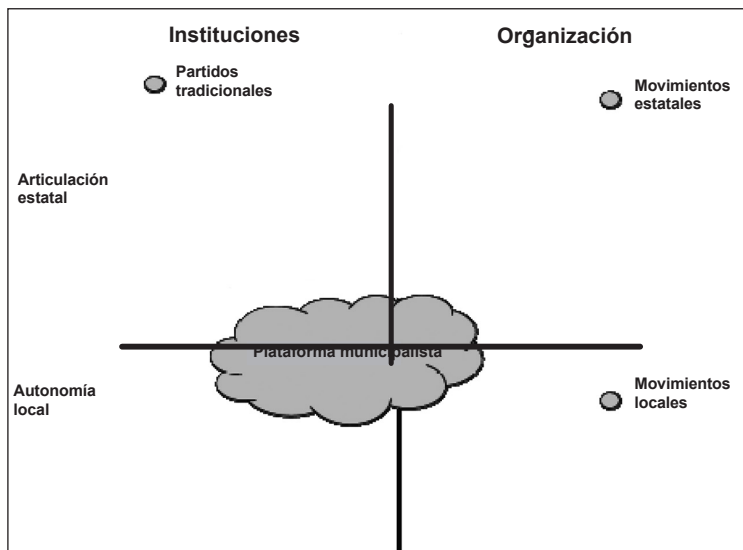 Instituciones
Organización
Partidos
tradicionales
Movimientos
estatales
Articulación
estatal
Plataforma municipalista
Autonomía
local
Movimientos
locales